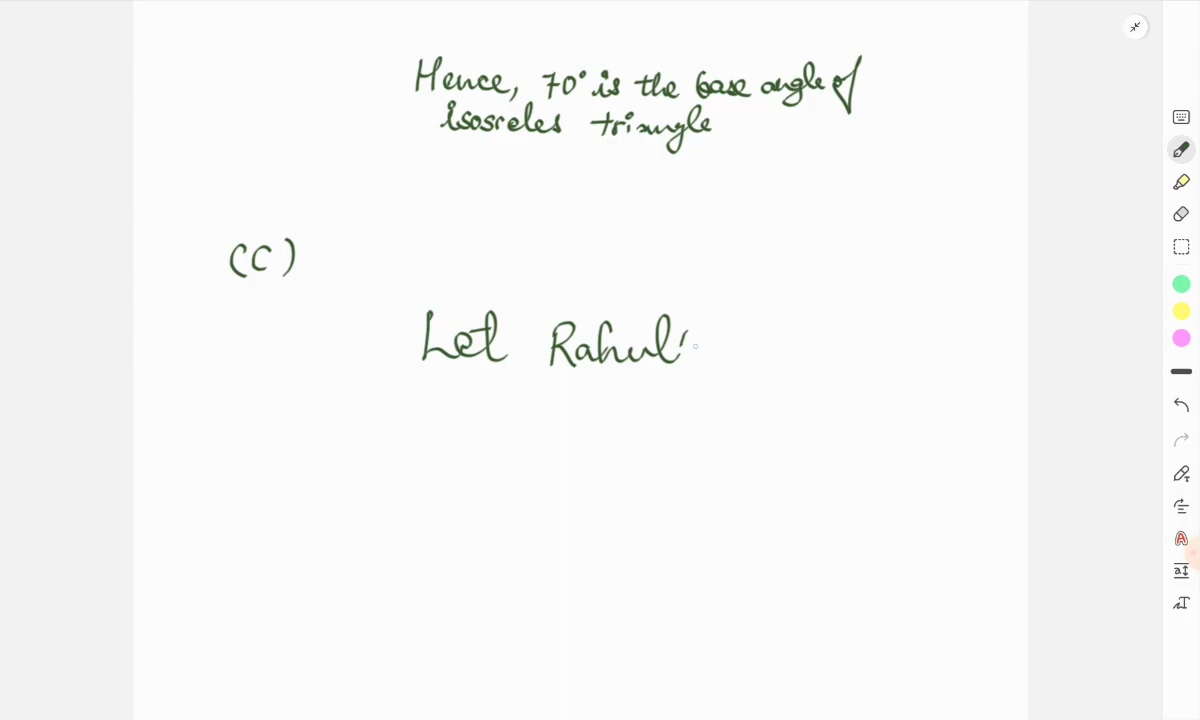 Hence, 70° is the base angle of
isosceles triangle
(C)
Let Rahul'